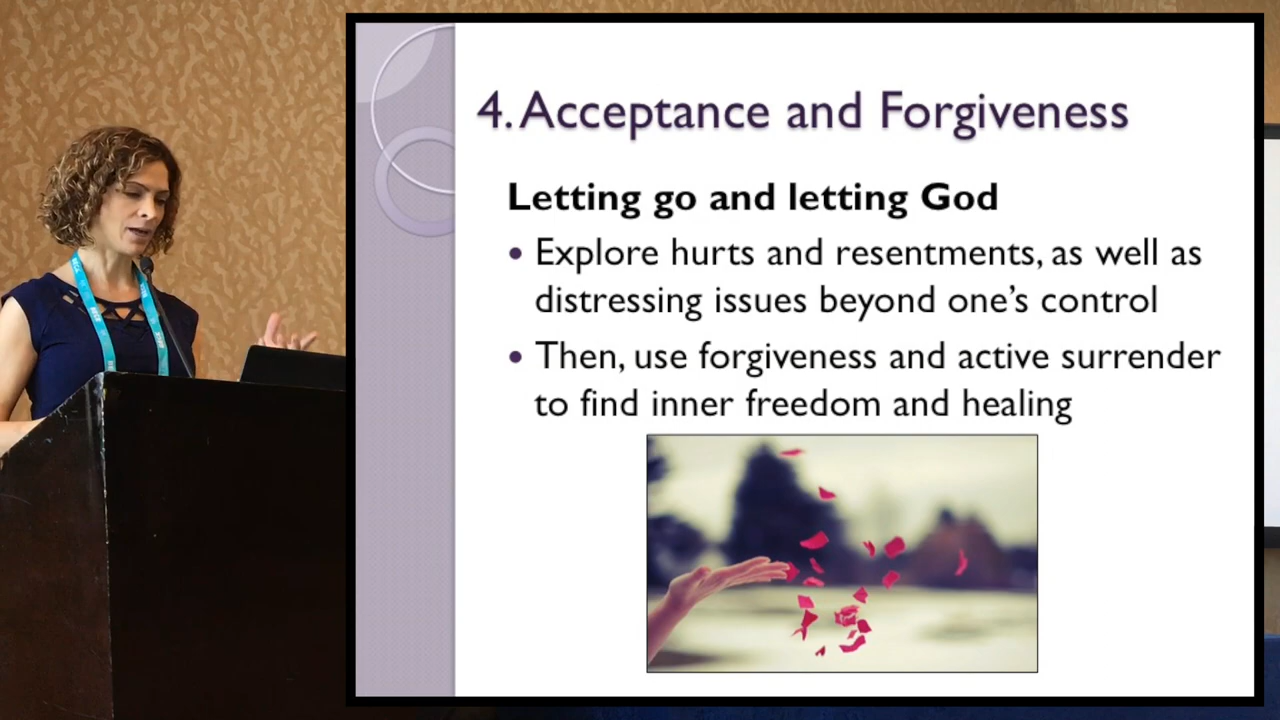 4. Acceptance and Forgiveness
Letting go and letting God
• Explore hurts and resentments, as well as
distressing issues beyond one's control
• Then, use forgiveness and active surrender
to find inner freedom and healing